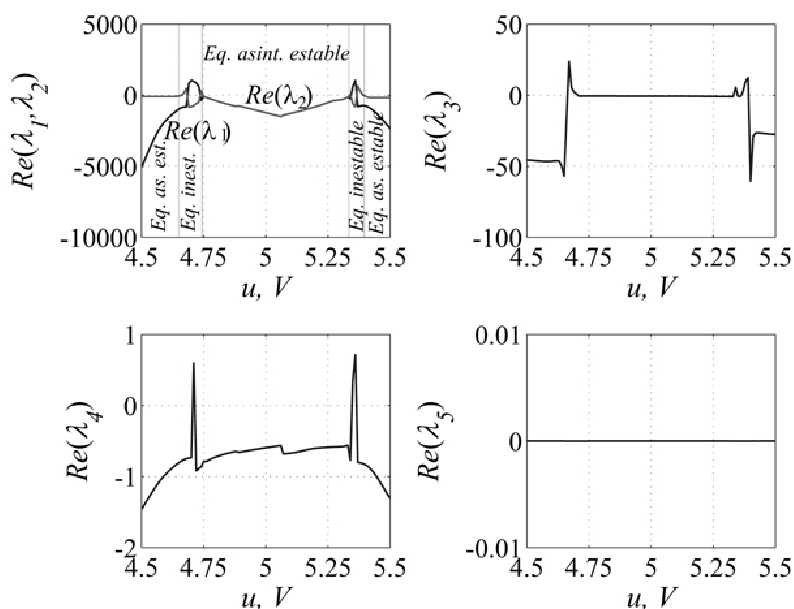 5000
0
-5000
-10000
Re(λ1,λ2)
Eq. asint. estable
Re(λ2)
Re(λ1)
Eq. as. est.
Eq. inest.
Eq. inestable
Eq. as. estable
4.5 4.75 5 5.25 5.5
u, V
50
0
-50
-100
Re(λ3)
4.5 4.75 5 5.25 5.5
u, V
1
0
-1
-2
Re(λ4)
4.5 4.75 5 5.25 5.5
u, V
0.01
0
-0.01
Re(λ5)
4.5 4.75 5 5.25 5.5
u, V